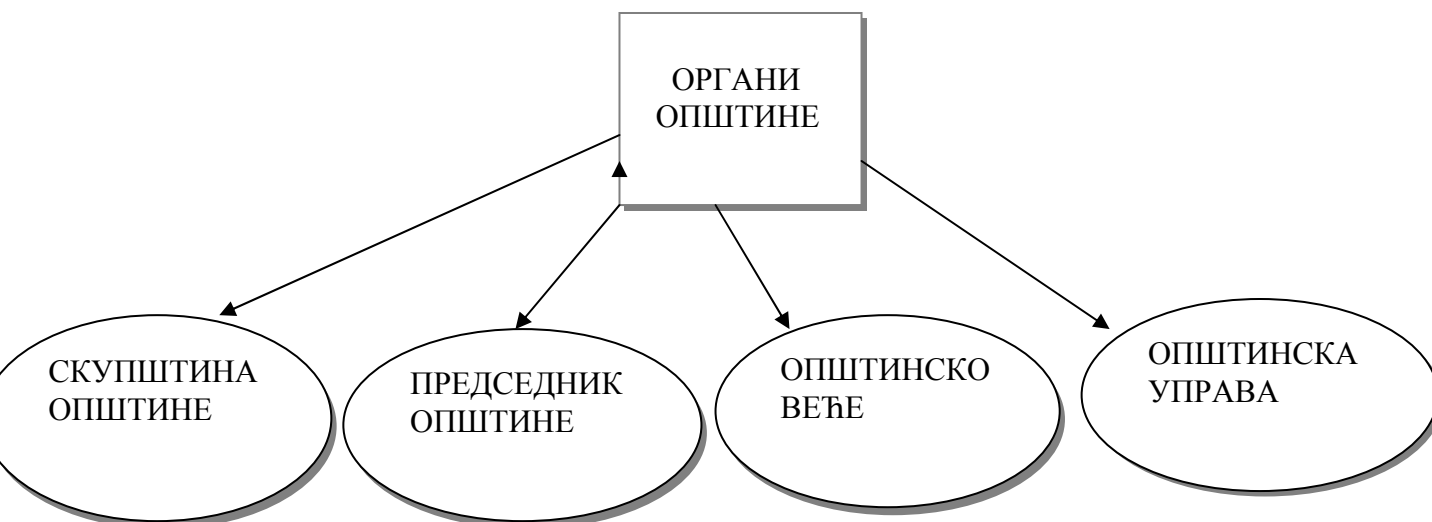 ОРГАНИ
ОПШТИНЕ
СКУПШТИНА
ОПШТИНЕ
ПРЕДСЕДНИК
ОПШТИНЕ
ОПШТИНСКО
ВЕЋЕ
ОПШТИНСКА
УПРАВА